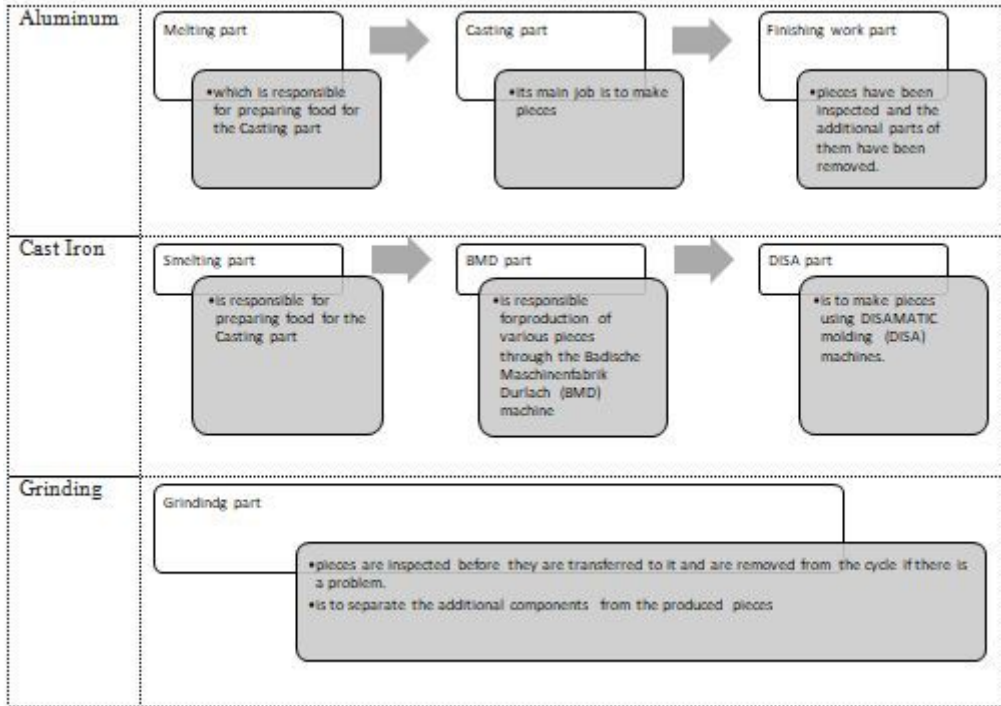 Aluminum
Melting part
•which is responsible
for preparing food for
the Casting part
Casting part
•Its main job is to make
pieces
Finishing work part
•pieces have been
inspected and the
additional parts of
them have been
removed.
Cast Iron
Smelting part
•is responsible for
preparing food for the
Casting part
BMD part
•is responsible
forproduction of
various pieces
through the Badische
Maschinenfabrik
Durlach (BMD)
machine
DISA part
•is to make pieces
using DISAMATIC
molding (DISA)
machines.
Grinding
Grindindg part
•pieces are inspected before they are transferred to it and are removed from the cycle if there is
a problem.
•is to separate the additional components from the produced pieces